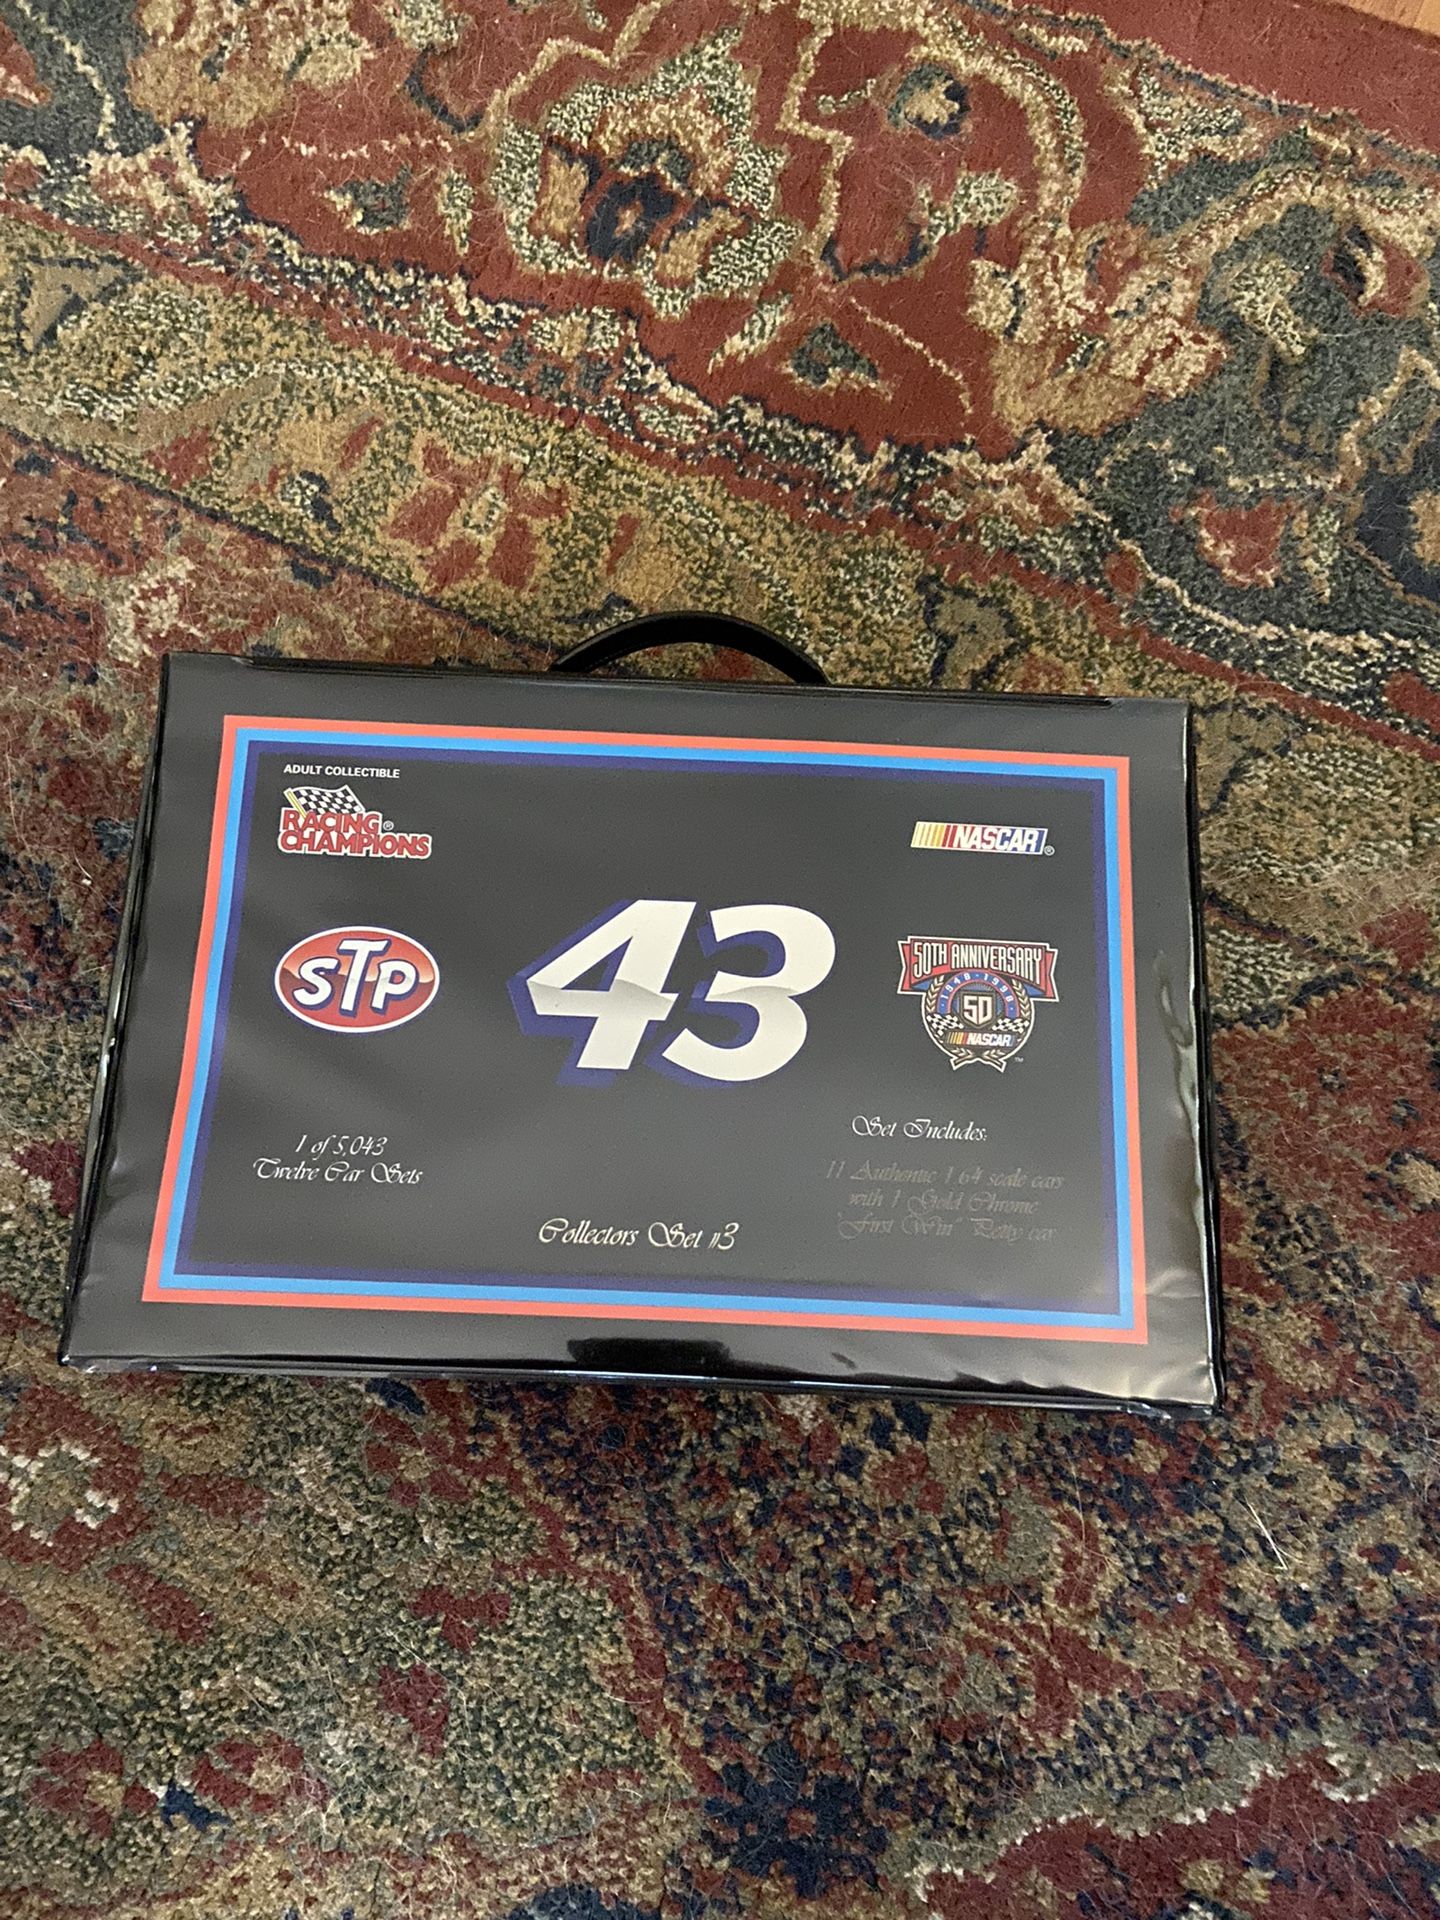 ADULT COLLECTIBLE
RACING®
CHAMPIONS
NASCAR®
STP
43
50TH ANNIVERSARY
1948-1998
50
NASCAR
™
1 of 5,043
Twelve Car Sets
Set Includes:
11 Authentic 1 64 scale cars
with 1 Gold Chrome
"First Win" Petty car
Collectors Set #3